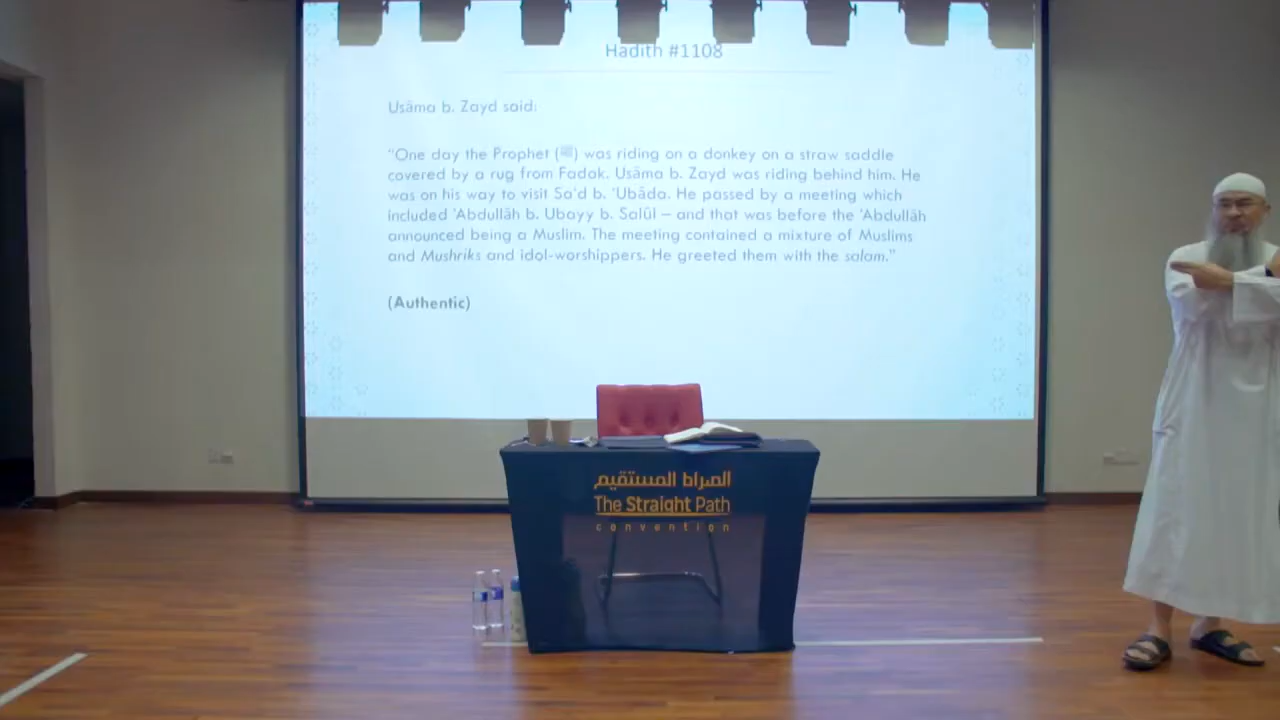 Hadith #1108
Usāma b. Zayd said:
“One day the Prophet (ﷺ) was riding on a donkey on a straw saddle
covered by a rug from Fadak. Usāma b. Zayd was riding behind him. He
was on his way to visit Sa'd b. 'Ubāda. He passed by a meeting which
included 'Abdullāh b. Ubayy b. Salūl – and that was before the 'Abdullāh
announced being a Muslim. The meeting contained a mixture of Muslims
and Mushriks and idol-worshippers. He greeted them with the salam.”
(Authentic)
الصراط المستقيم
The Straight Path
convention